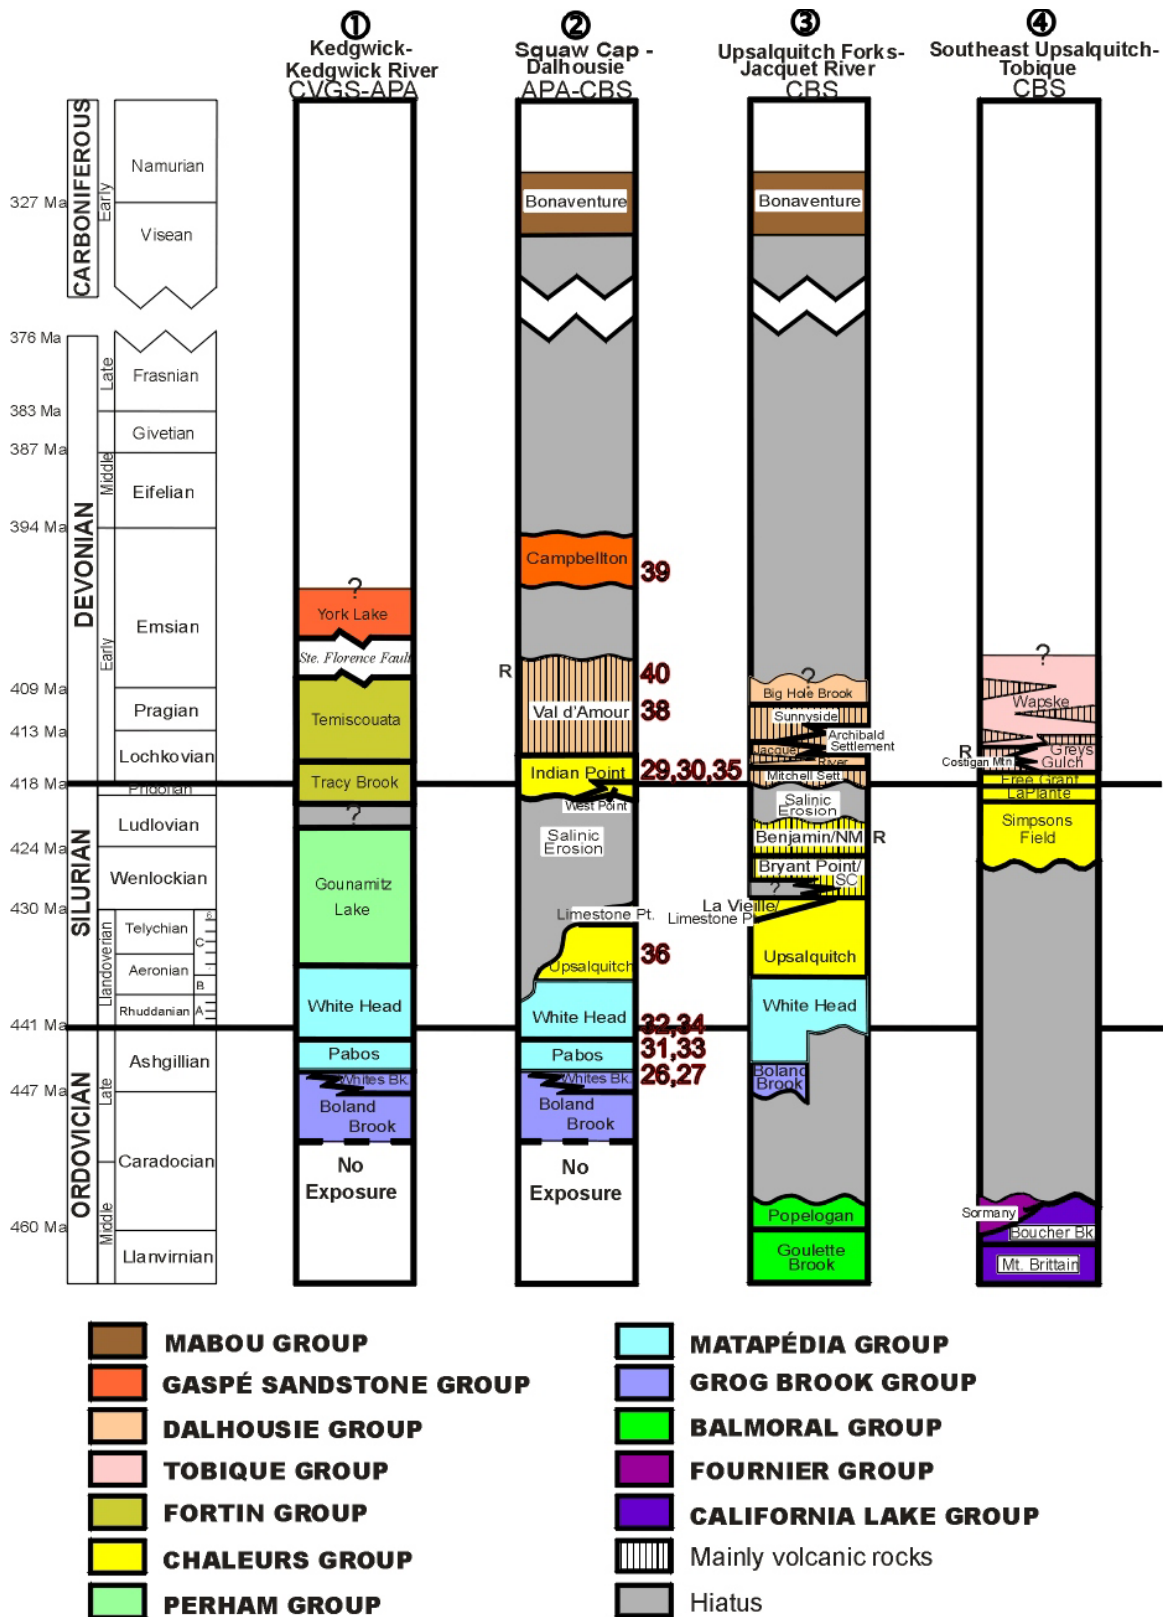 ①
Kedgwick-
Kedgwick River
CVGS-APA
②
Squaw Cap -
Dalhousie
APA-CBS
③
Upsalquitch Forks-
Jacquet River
CBS
④
Southeast Upsalquitch-
Tobique
CBS
CARBONIFEROUS
Early
Namurian
327 Ma
Visean
376 Ma
DEVONIAN
Late
Frasnian
383 Ma
Givetian
387 Ma
Middle
Eifelian
394 Ma
Early
Emsian
409 Ma
Pragian
413 Ma
Lochkovian
418 Ma
SILURIAN
Pridolian
Ludlovian
424 Ma
Wenlockian
430 Ma
Llandoverian
Telychian
6
C
Aeronian
B
Rhuddanian
A
441 Ma
ORDOVICIAN
Late
Ashgillian
447 Ma
Caradocian
Middle
460 Ma
Llanvirnian
?
York Lake
Ste. Florence Fault
Temiscouata
Tracy Brook
?
Gounamitz
Lake
White Head
Pabos
Whites Bk.
Boland
Brook
No
Exposure
Bonaventure
Campbellton
39
R
40
Val d'Amour
38
Indian Point
29,30,35
West Point
Salinic
Erosion
Limestone Pt.
Upsalquitch
36
White Head
32,34
Pabos
31,33
Whites Bk.
26,27
Boland
Brook
No
Exposure
Bonaventure
?
Big Hole Brook
Sunnyside
Archibald
Settlement
Jacquet
River
Mitchell Sett.
Salinic
Erosion
Benjamin/NM
R
Bryant Point/
SC
?
La Vieille/
Limestone P
Upsalquitch
White Head
Boland
Brook
Popelogan
Goulette
Brook
?
Wapske
R
Costigan Mtn.
Greys
Gulch
Free Grant
LaPlante
Simpsons
Field
Sormany
Boucher Bk
Mt. Brittain
MABOU GROUP
GASPÉ SANDSTONE GROUP
DALHOUSIE GROUP
TOBIQUE GROUP
FORTIN GROUP
CHALEURS GROUP
PERHAM GROUP
MATAPÉDIA GROUP
GROG BROOK GROUP
BALMORAL GROUP
FOURNIER GROUP
CALIFORNIA LAKE GROUP
Mainly volcanic rocks
Hiatus